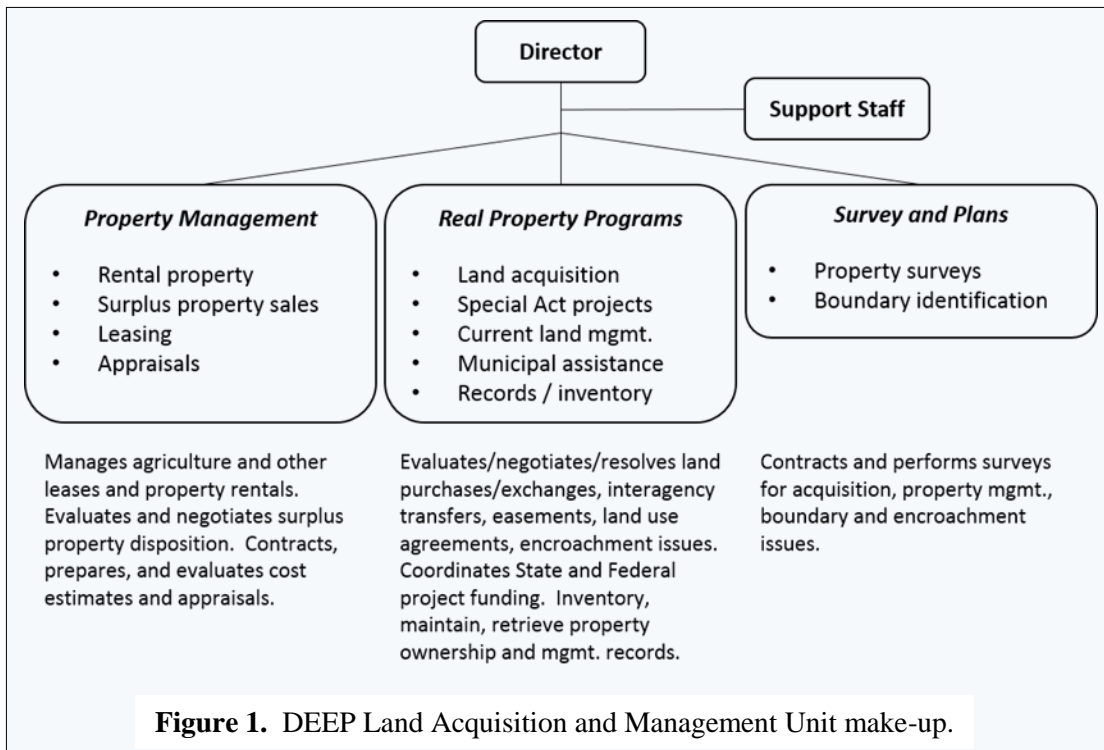 Director
Support Staff
Property Management
• Rental property
• Surplus property sales
• Leasing
• Appraisals
Real Property Programs
• Land acquisition
• Special Act projects
• Current land mgmt.
• Municipal assistance
• Records / inventory
Survey and Plans
• Property surveys
• Boundary identification
Manages agriculture and other
leases and property rentals.
Evaluates and negotiates surplus
property disposition. Contracts,
prepares, and evaluates cost
estimates and appraisals.
Evaluates/negotiates/resolves land
purchases/exchanges, interagency
transfers, easements, land use
agreements, encroachment issues.
Coordinates State and Federal
project funding. Inventory,
maintain, retrieve property
ownership and mgmt. records.
Contracts and performs surveys
for acquisition, property mgmt.,
boundary and encroachment
issues.
Figure 1. DEEP Land Acquisition and Management Unit make-up.